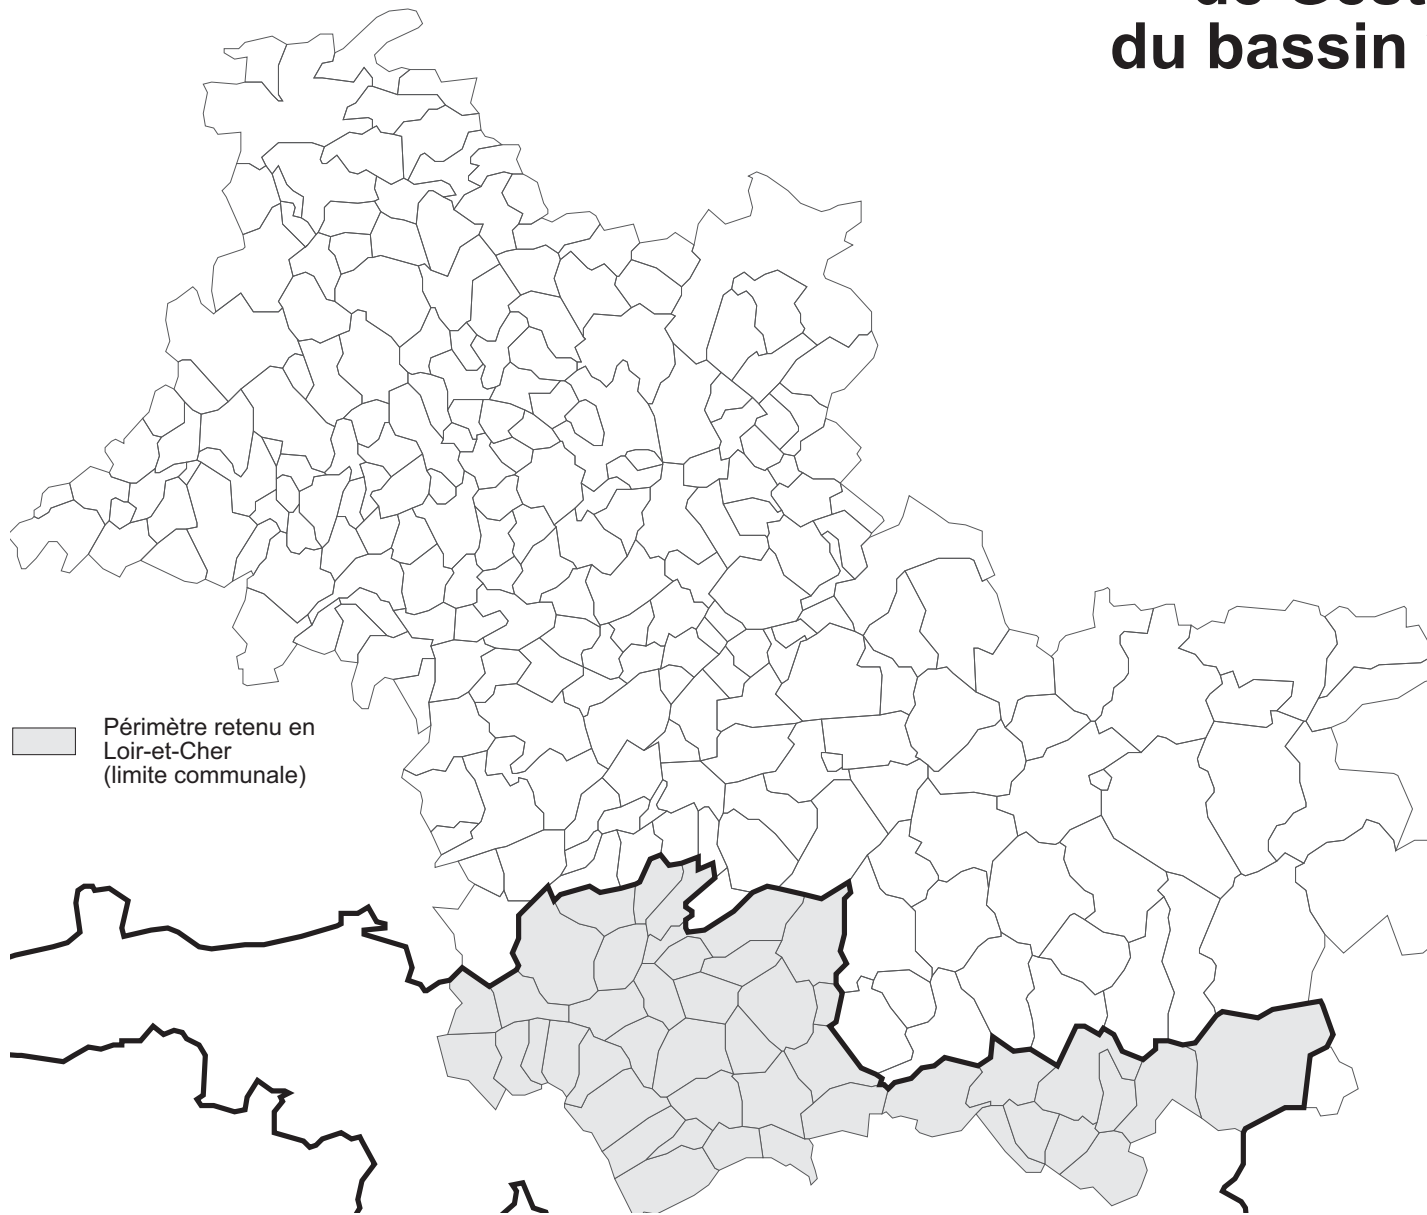 du bassin
Périmètre retenu en
Loir-et-Cher
(limite communale)